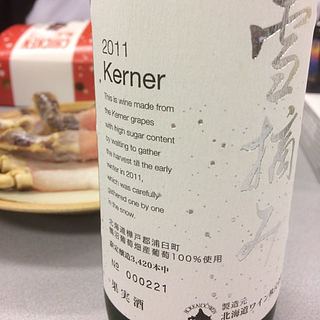 2011
Kerner
This is wine made from
the Kerner grapes
with high sugar content
by waiting to gather
the harvest till the early
winter in 2011,
which was carefully
gathered one by one
in the snow.
雪摘み
北海道樺戸郡浦臼町
鶴沼葡萄畑産葡萄100%使用
限定醸造3,420本中
No 000221
果実酒
製造元
北海道ワイン株
CHICKEN